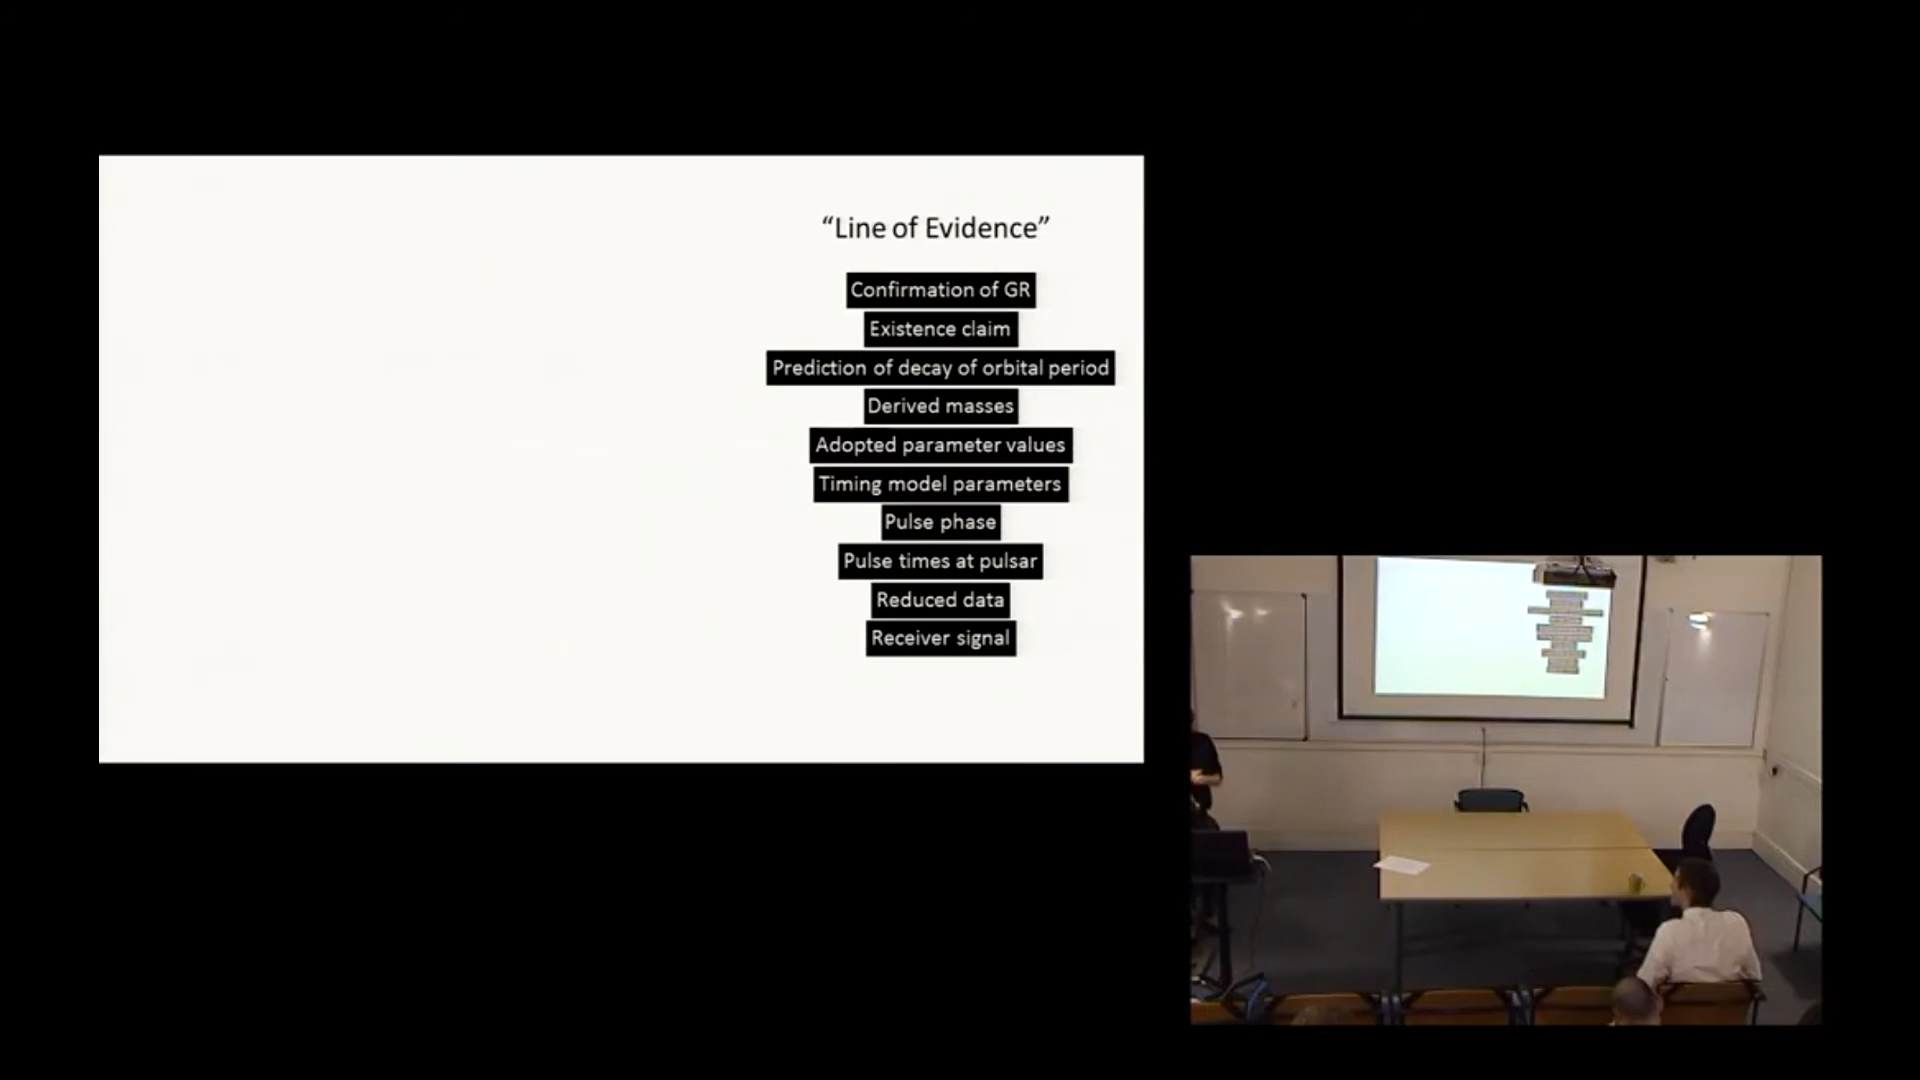 “Line of Evidence”
Confirmation of GR
Existence claim
Prediction of decay of orbital period
Derived masses
Adopted parameter values
Timing model parameters
Pulse phase
Pulse times at pulsar
Reduced data
Receiver signal